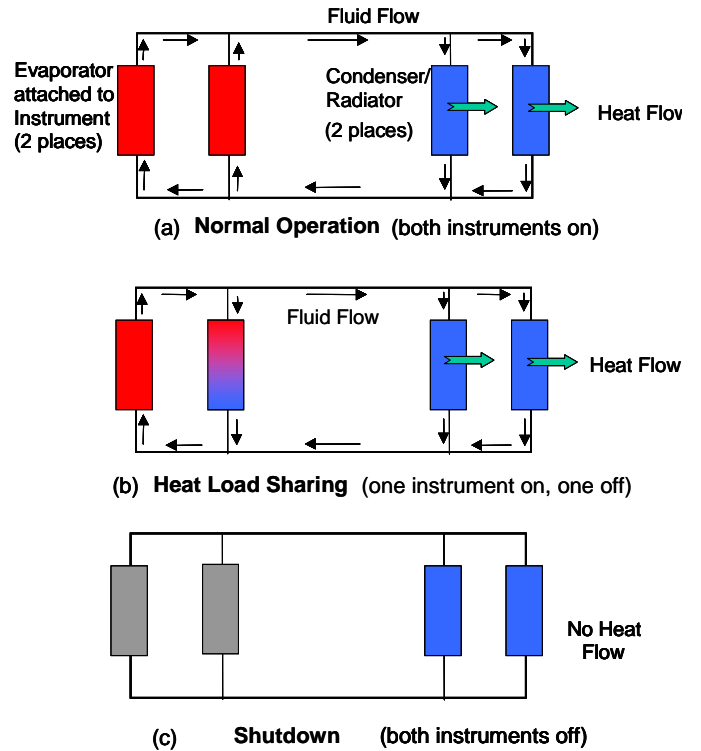 Fluid Flow
Evaporator
attached to
Instrument
(2 places)
Condenser/
Radiator
(2 places)
Heat Flow
(a) Normal Operation (both instruments on)
Fluid Flow
Heat Flow
(b) Heat Load Sharing (one instrument on, one off)
No Heat
Flow
(c) Shutdown (both instruments off)